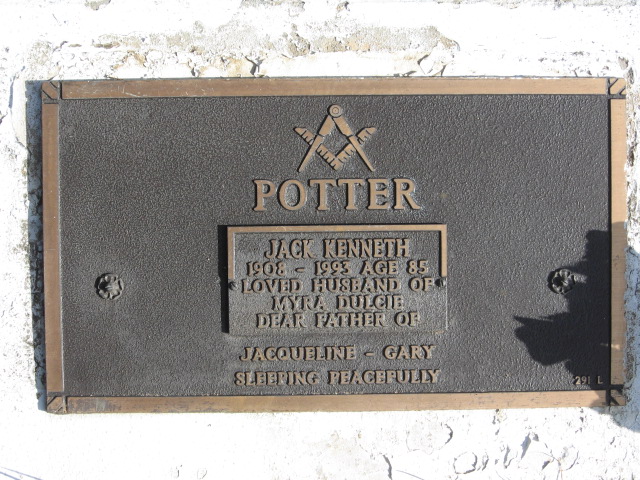 POTTER
JACK KENNETH
1908 - 1993 AGE 85
LOVED HUSBAND OF
MYRA DULCIE
DEAR FATHER OF
JACQUELINE - GARY
SLEEPING PEACEFULLY
291 L